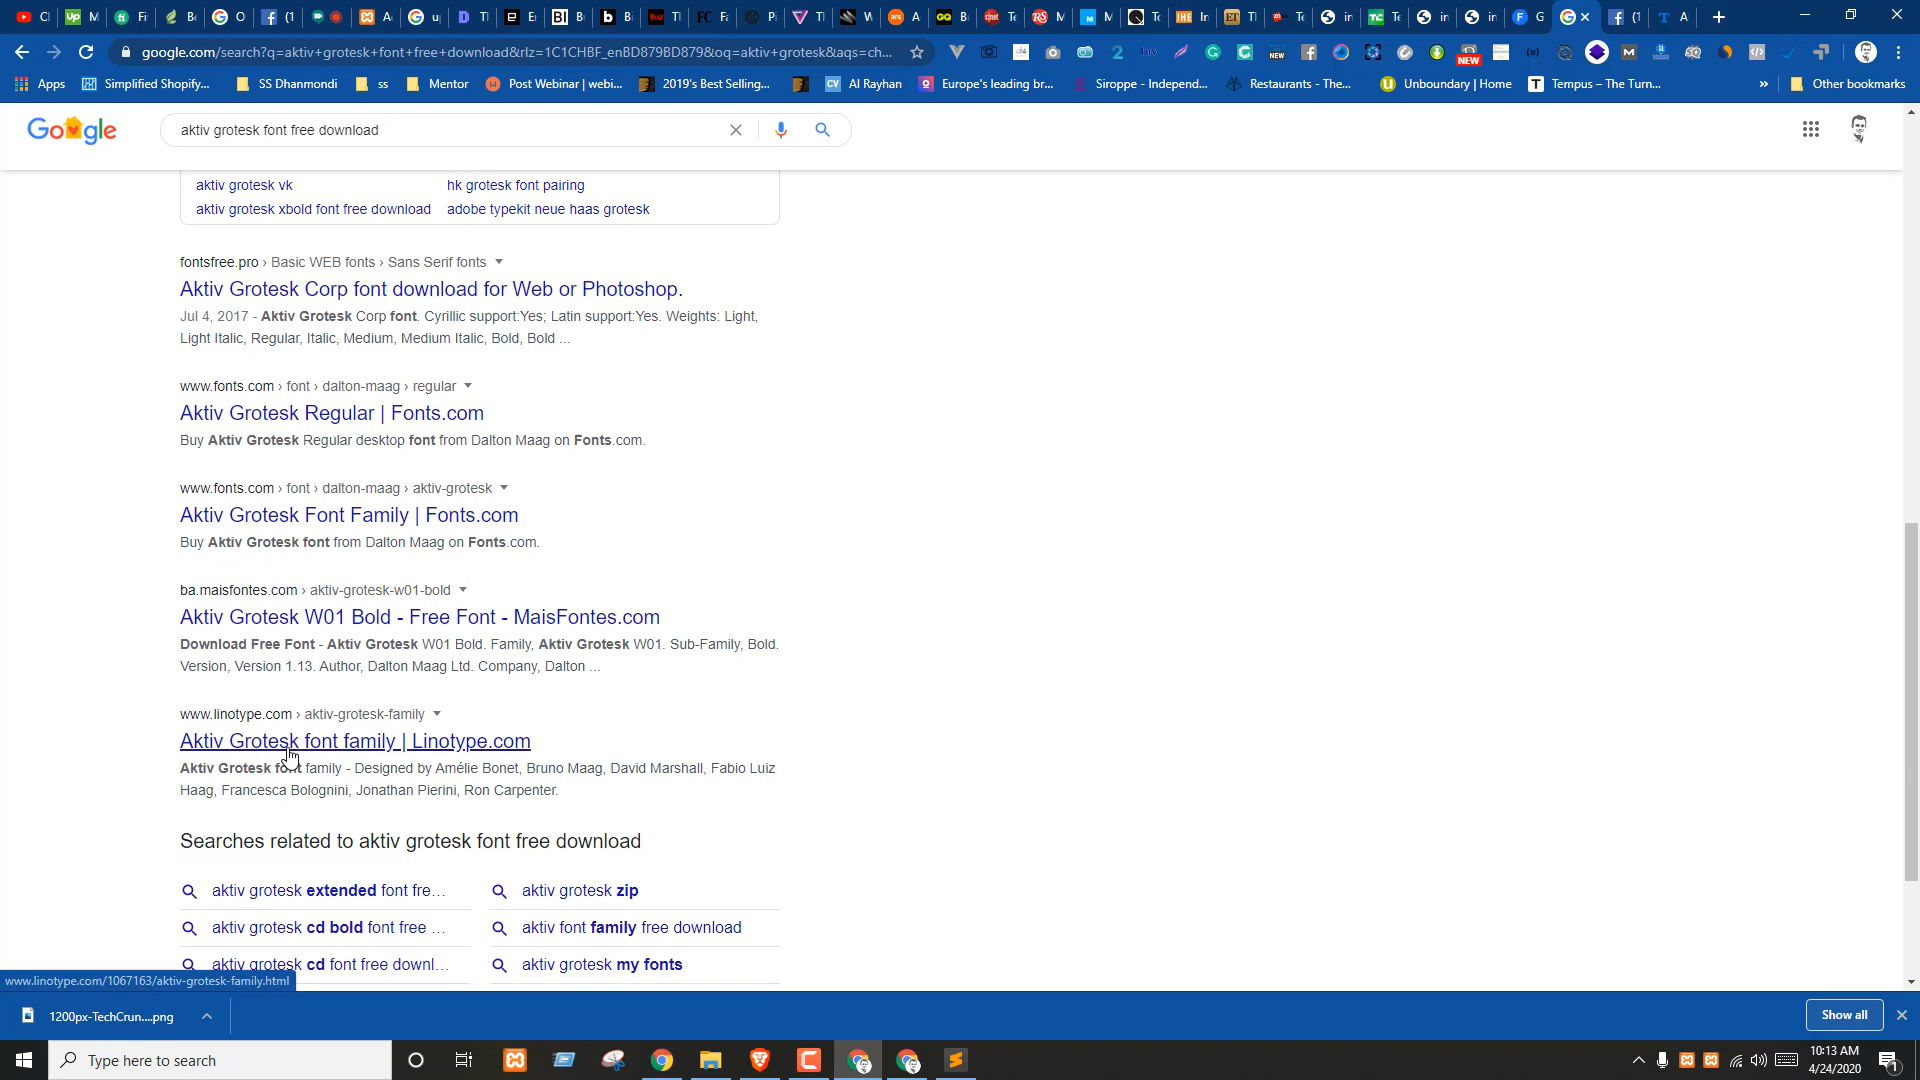 google.com/search?q=aktiv+grotesk+font+free+download&rlz=1C1CHBF_enBD879BD879&oq=aktiv+grotesk&aqs=ch...
Apps
Simplified Shopify...
SS Dhanmondi
ss
Mentor
Post Webinar | webi...
2019's Best Selling...
Al Rayhan
Europe's leading br...
Siroppe - Independ...
Restaurants - The...
Unboundary | Home
Tempus – The Turn...
»
Other bookmarks
Google
aktiv grotesk font free download
aktiv grotesk vk
hk grotesk font pairing
aktiv grotesk xbold font free download
adobe typekit neue haas grotesk
fontsfree.pro › Basic WEB fonts › Sans Serif fonts
Aktiv Grotesk Corp font download for Web or Photoshop.
Jul 4, 2017 - Aktiv Grotesk Corp font. Cyrillic support:Yes; Latin support:Yes. Weights: Light,
Light Italic, Regular, Italic, Medium, Medium Italic, Bold, Bold ...
www.fonts.com › font › dalton-maag › regular
Aktiv Grotesk Regular | Fonts.com
Buy Aktiv Grotesk Regular desktop font from Dalton Maag on Fonts.com.
www.fonts.com › font › dalton-maag › aktiv-grotesk
Aktiv Grotesk Font Family | Fonts.com
Buy Aktiv Grotesk font from Dalton Maag on Fonts.com.
ba.maisfontes.com › aktiv-grotesk-w01-bold
Aktiv Grotesk W01 Bold - Free Font - MaisFontes.com
Download Free Font - Aktiv Grotesk W01 Bold. Family, Aktiv Grotesk W01. Sub-Family, Bold.
Version, Version 1.13. Author, Dalton Maag Ltd. Company, Dalton ...
www.linotype.com › aktiv-grotesk-family
Aktiv Grotesk font family | Linotype.com
Aktiv Grotesk font family - Designed by Amélie Bonet, Bruno Maag, David Marshall, Fabio Luiz
Haag, Francesca Bolognini, Jonathan Pierini, Ron Carpenter.
Searches related to aktiv grotesk font free download
aktiv grotesk extended font fre...
aktiv grotesk zip
aktiv grotesk cd bold font free ...
aktiv font family free download
aktiv grotesk cd font free downl...
aktiv grotesk my fonts
www.linotype.com/1067163/aktiv-grotesk-family.html
1200px-TechCrun....png
Show all
Type here to search
10:13 AM
4/24/2020